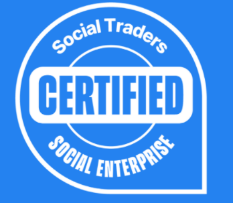 Social Traders
CERTIFIED
SOCIAL ENTERPRISE